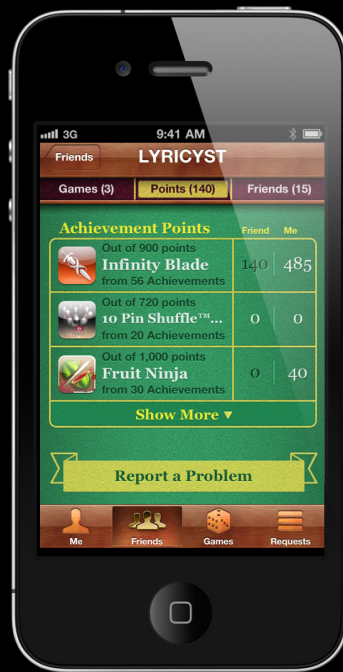 3G 9:41 AM
Friends LYRICYST
Games (3) Points (140) Friends (15)
Achievement Points Friend Me
Out of 900 points
Infinity Blade 140 485
from 56 Achievements
Out of 720 points
10 Pin Shuffle™... 0 0
from 20 Achievements
Out of 1,000 points
Fruit Ninja 0 40
from 30 Achievements
Show More ▼
Report a Problem
Me Friends Games Requests